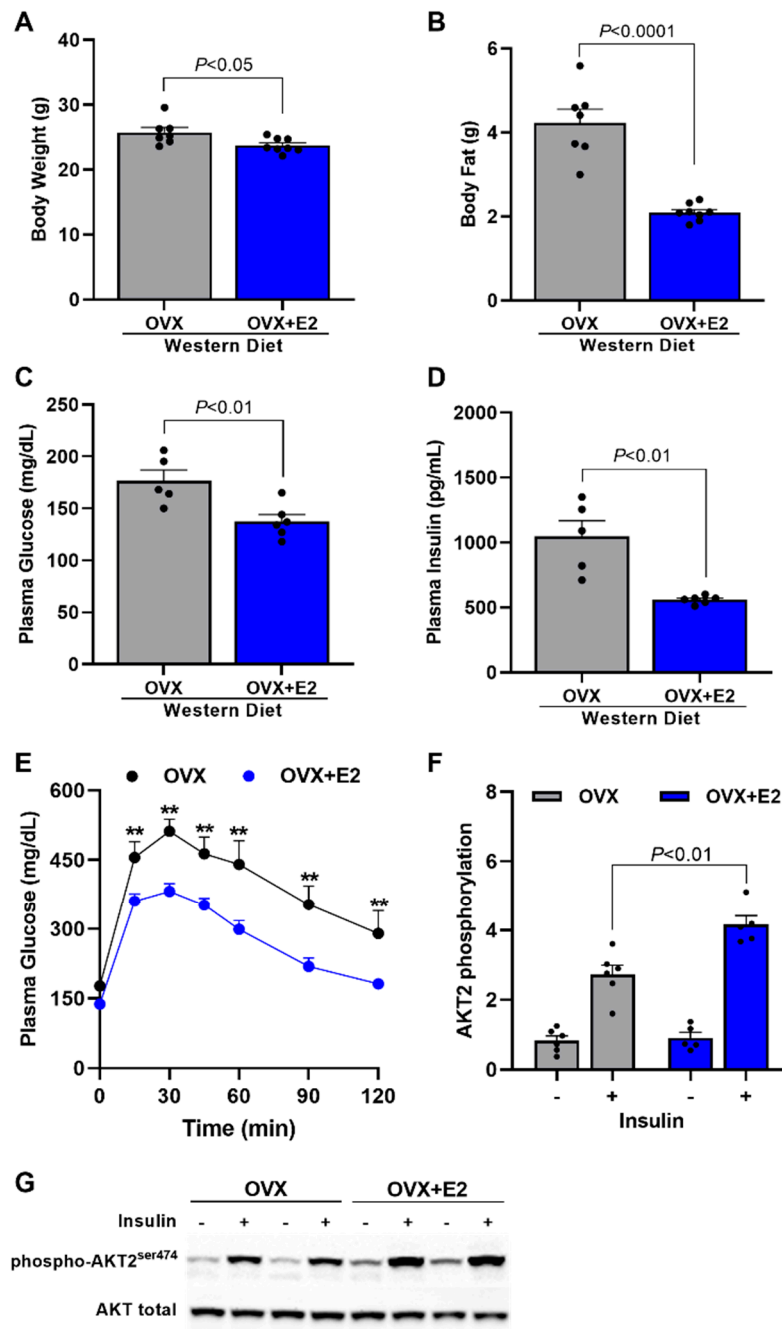 A
Body Weight (g)
40
30
20
10
0
P<0.05
OVX OVX+E2
Western Diet
B
Body Fat (g)
6
4
2
0
P<0.0001
OVX OVX+E2
Western Diet
C
Plasma Glucose (mg/dL)
250
200
150
100
50
0
P<0.01
OVX OVX+E2
Western Diet
D
Plasma Insulin (pg/mL)
2000
1500
1000
500
0
P<0.01
OVX OVX+E2
Western Diet
E
OVX OVX+E2
Plasma Glucose (mg/dL)
600
450
300
150
0
** ** ** ** ** **
0 30 60 90 120
Time (min)
F
OVX OVX+E2
AKT2 phosphorylation
8
6
4
2
0
P<0.01
- + - +
Insulin
G
OVX OVX+E2
Insulin - + - + - + - +
phospho-AKT2ser474
AKT total